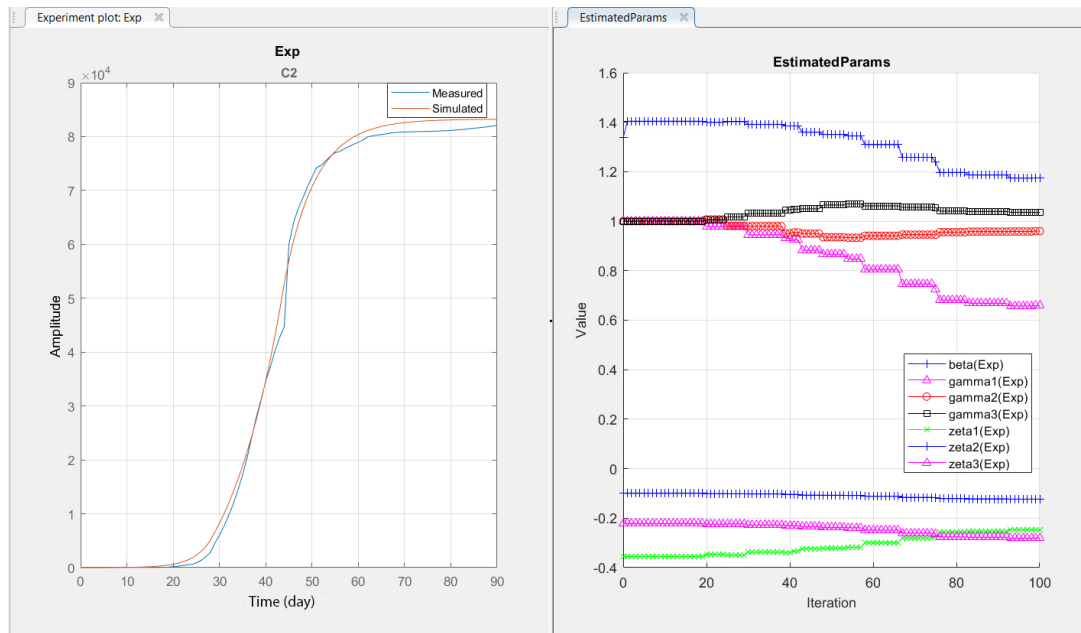 Experiment plot: Exp
Exp
C2
×10^4
9
8
7
6
5
4
3
2
1
0
Amplitude
Measured
Simulated
0 10 20 30 40 50 60 70 80 90
Time (day)
EstimatedParams
EstimatedParams
1.6
1.4
1.2
1
0.8
0.6
0.4
0.2
0
-0.2
-0.4
Value
beta(Exp)
gamma1(Exp)
gamma2(Exp)
gamma3(Exp)
zeta1(Exp)
zeta2(Exp)
zeta3(Exp)
0 20 40 60 80 100
Iteration